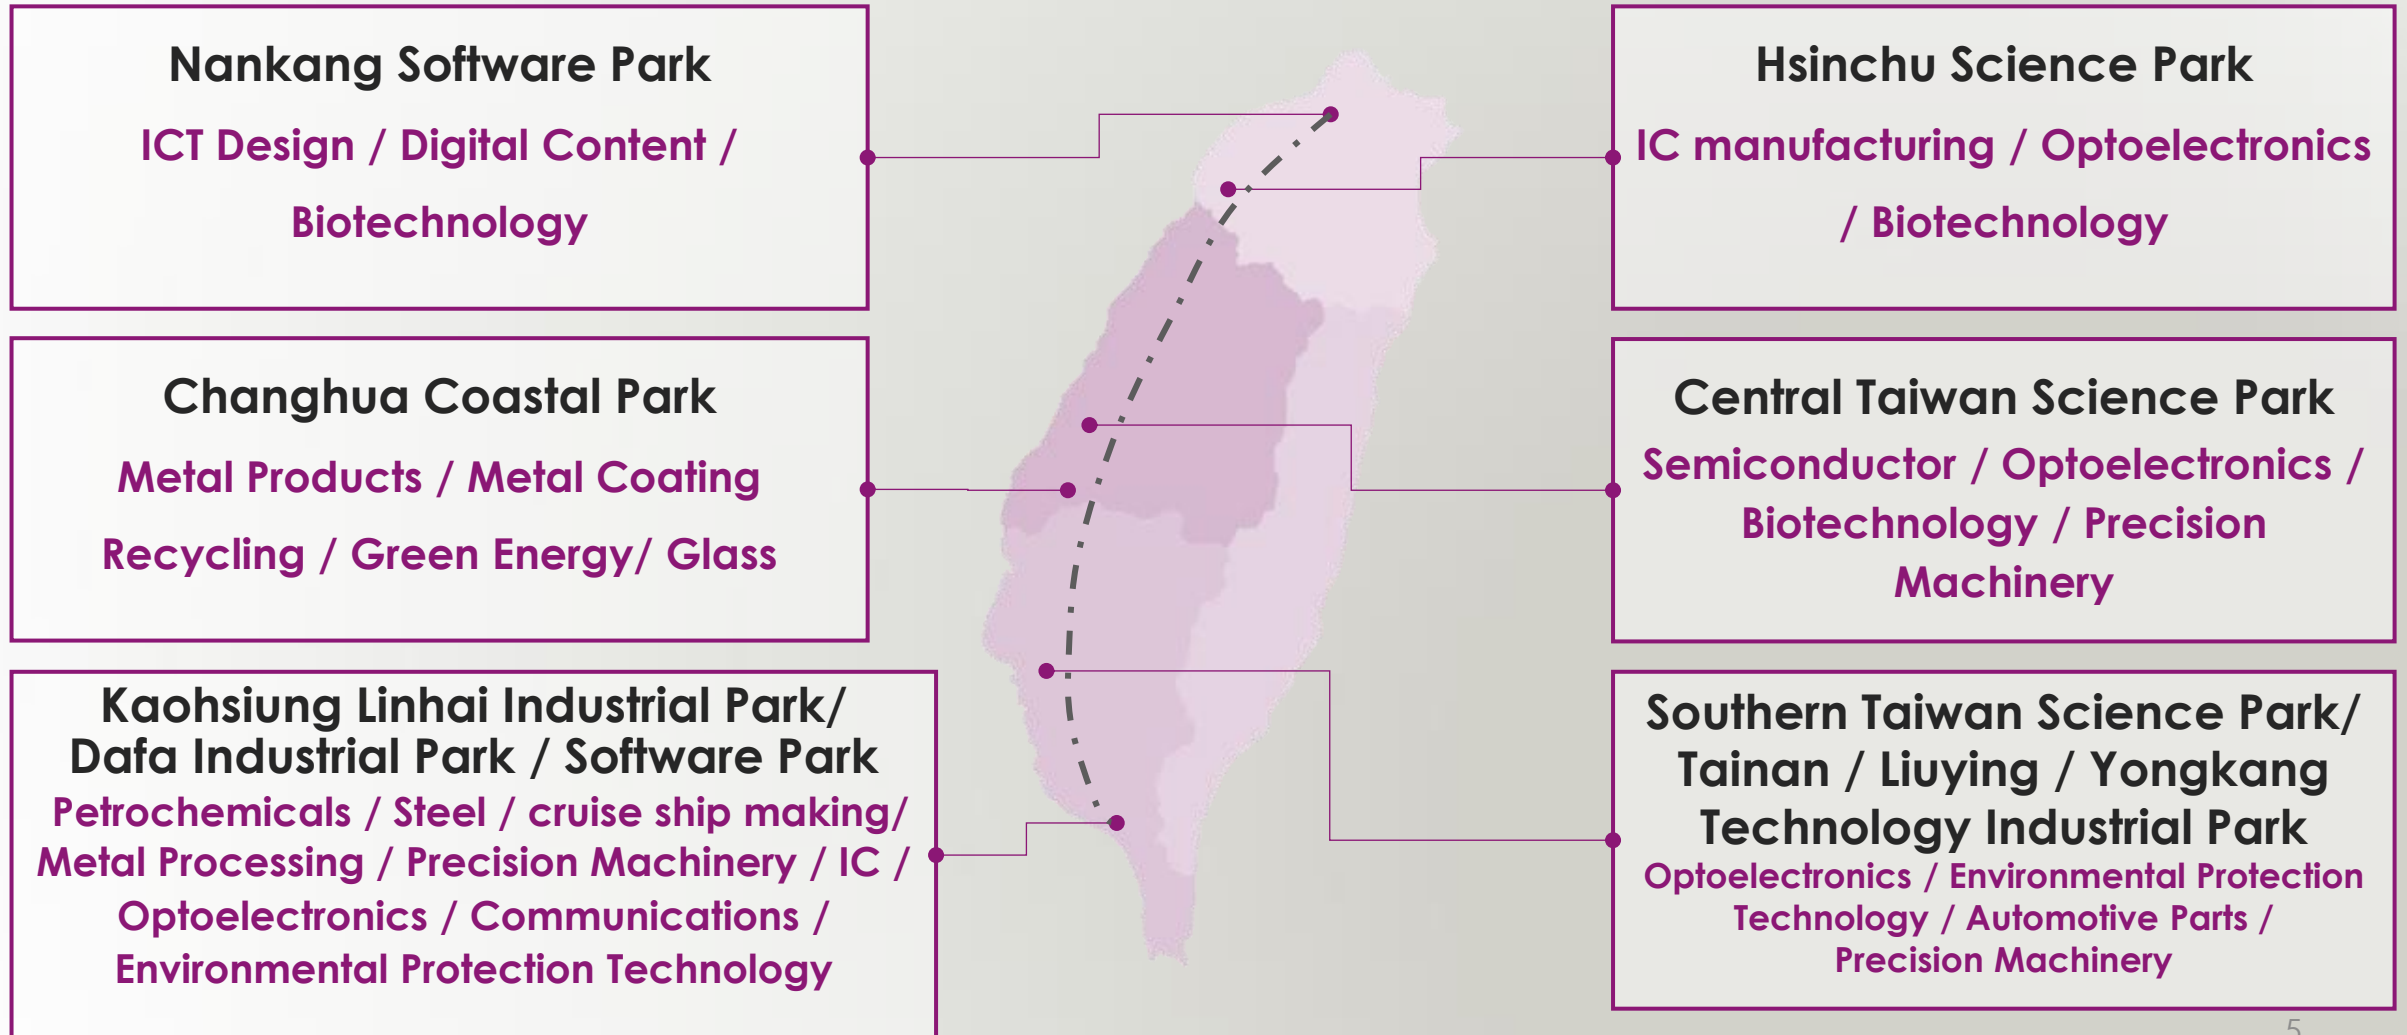 Nankang Software Park
ICT Design / Digital Content /
Biotechnology
Hsinchu Science Park
IC manufacturing / Optoelectronics
/ Biotechnology
Changhua Coastal Park
Metal Products / Metal Coating
Recycling / Green Energy/ Glass
Central Taiwan Science Park
Semiconductor / Optoelectronics /
Biotechnology / Precision
Machinery
Kaohsiung Linhai Industrial Park/
Dafa Industrial Park / Software Park
Petrochemicals / Steel / cruise ship making/
Metal Processing / Precision Machinery / IC /
Optoelectronics / Communications /
Environmental Protection Technology
Southern Taiwan Science Park/
Tainan / Liuying / Yongkang
Technology Industrial Park
Optoelectronics / Environmental Protection
Technology / Automotive Parts /
Precision Machinery
5